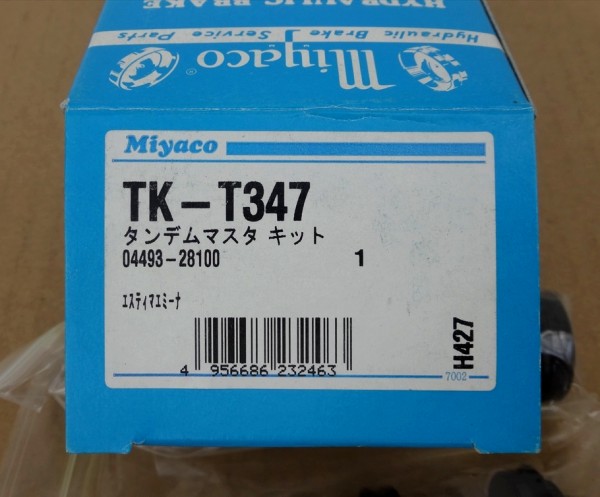 HYDRAULIC BRAKE
Hydraulic Brake Service Parts
Miyaco ®
Miyaco
TK-T347
タンデムマスタ キット
04493-28100 1
ｴｽﾃｨﾏｴﾐｰﾅ
H427
4 956686 232463
7002